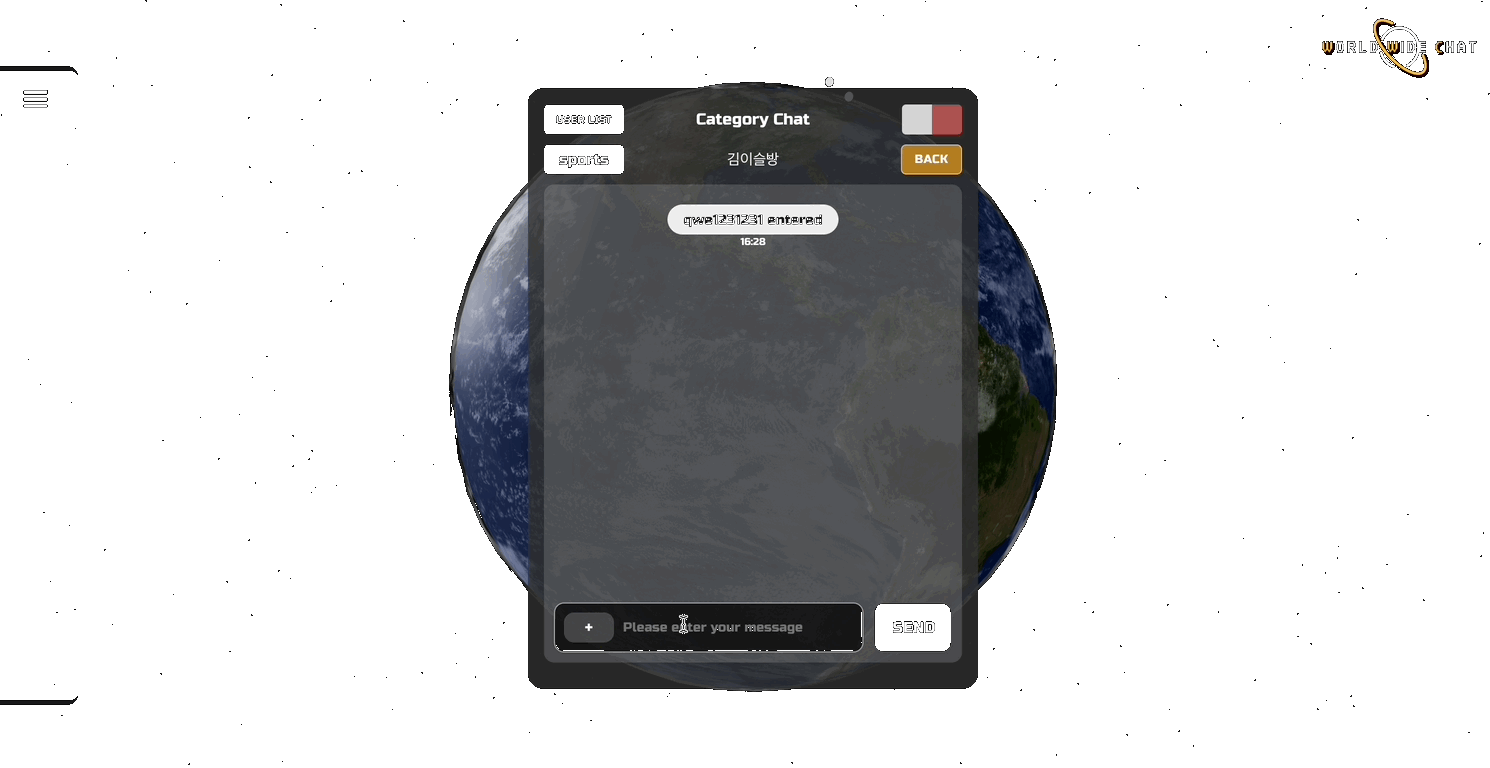 WORLD WIDE CHAT
USER LIST
Category Chat
sports
김이슬방
BACK
qwe1231231 entered
16:28
+
Please enter your message
SEND